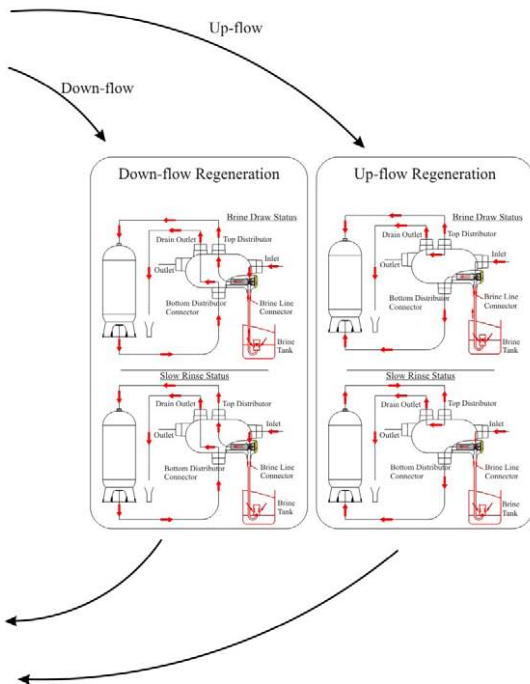 Up-flow
Down-flow
Down-flow Regeneration
Brine Draw Status
Drain Outlet
Top Distributor
Inlet
Outlet
Bottom Distributor
Connector
Brine Line
Connector
Brine
Tank
Slow Rinse Status
Drain Outlet
Top Distributor
Inlet
Outlet
Bottom Distributor
Connector
Brine Line
Connector
Brine
Tank
Up-flow Regeneration
Brine Draw Status
Drain Outlet
Top Distributor
Inlet
Outlet
Bottom Distributor
Connector
Brine Line
Connector
Brine
Tank
Slow Rinse Status
Drain Outlet
Top Distributor
Inlet
Outlet
Bottom Distributor
Connector
Brine Line
Connector
Brine
Tank